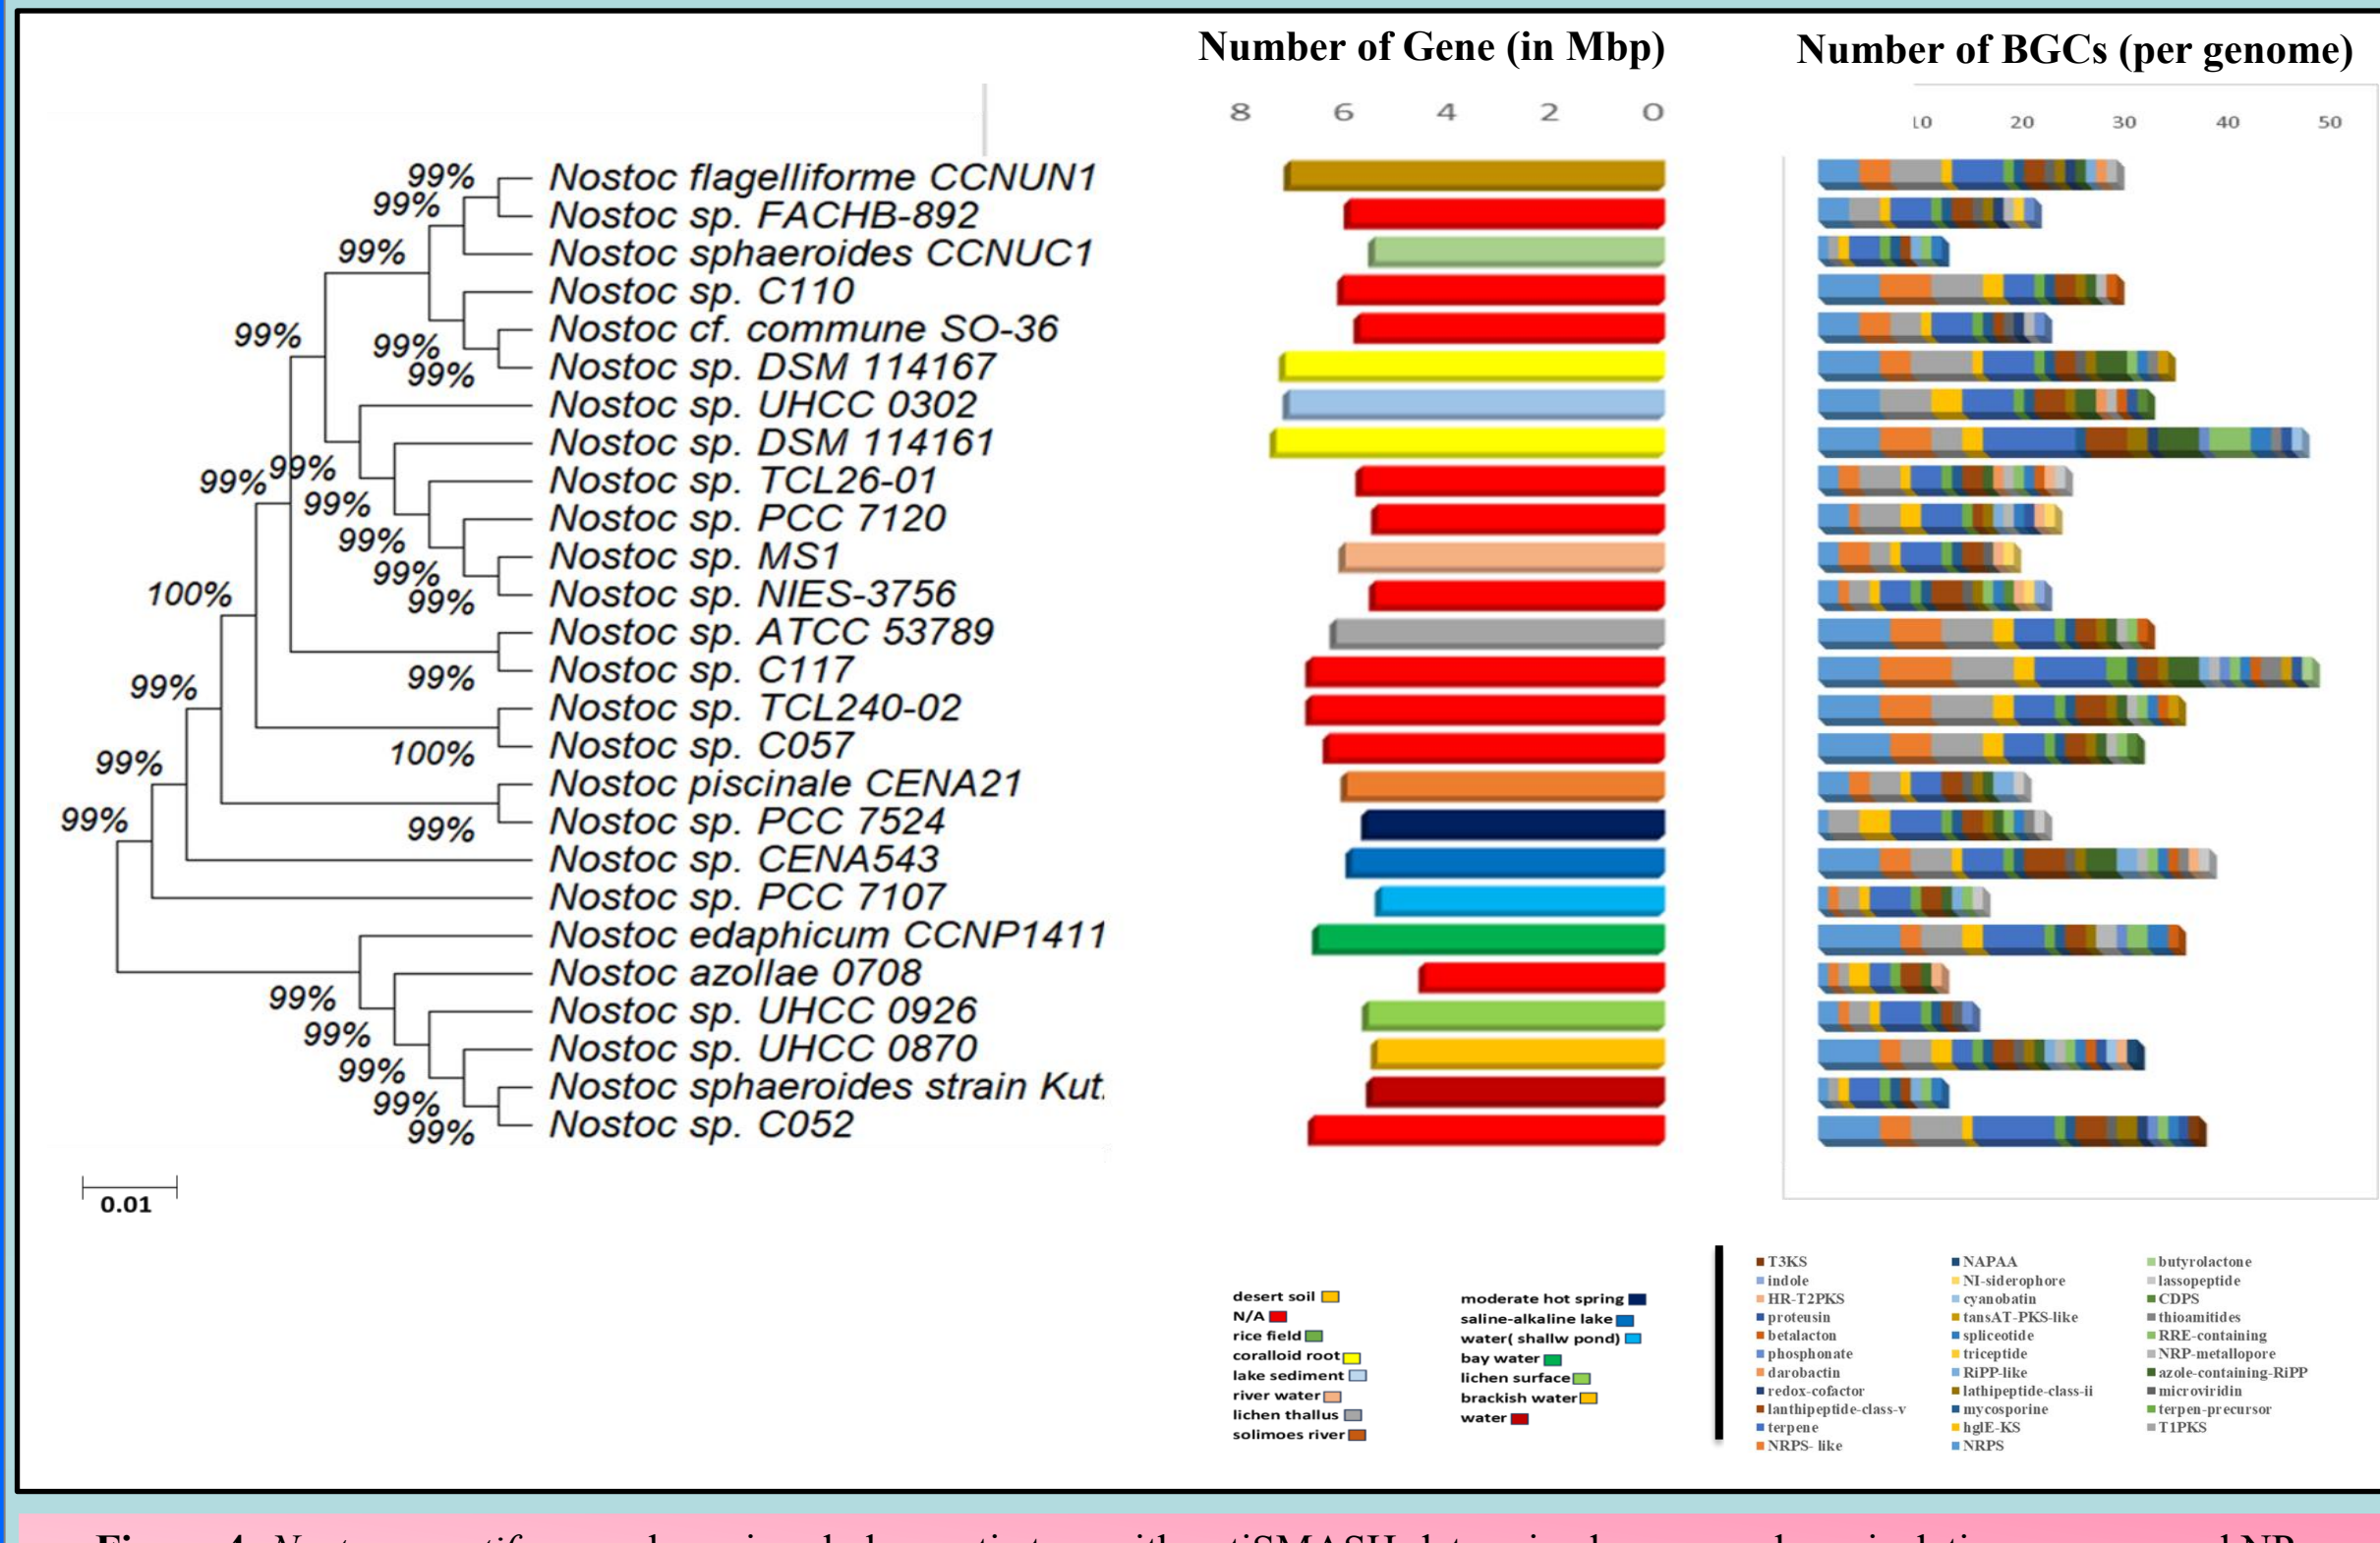 Number of Gene (in Mbp)
Number of BGCs (per genome)
8 6 4 2 0
10 20 30 40 50
99%
99%
99%
99%
99%
99%
99%
99%
99%
99%
99%
99%
100%
99%
99%
100%
99%
99%
99%
99%
99%
99%
99%
Nostoc flagelliforme CCNUN1
Nostoc sp. FACHB-892
Nostoc sphaeroides CCNUC1
Nostoc sp. C110
Nostoc cf. commune SO-36
Nostoc sp. DSM 114167
Nostoc sp. UHCC 0302
Nostoc sp. DSM 114161
Nostoc sp. TCL26-01
Nostoc sp. PCC 7120
Nostoc sp. MS1
Nostoc sp. NIES-3756
Nostoc sp. ATCC 53789
Nostoc sp. C117
Nostoc sp. TCL240-02
Nostoc sp. C057
Nostoc piscinale CENA21
Nostoc sp. PCC 7524
Nostoc sp. CENA543
Nostoc sp. PCC 7107
Nostoc edaphicum CCNP1411
Nostoc azollae 0708
Nostoc sp. UHCC 0926
Nostoc sp. UHCC 0870
Nostoc sphaeroides strain Kut.
Nostoc sp. C052
0.01
desert soil
N/A
rice field
coralloid root
lake sediment
river water
lichen thallus
solimoes river
moderate hot spring
saline-alkaline lake
water( shallw pond)
bay water
lichen surface
brackish water
water
T3KS
indole
HR-T2PKS
proteusin
betalacton
phosphonate
darobactin
redox-cofactor
lanthipeptide-class-v
terpene
NRPS- like
NAPAA
NI-siderophore
cyanobatin
tansAT-PKS-like
spliceotide
triceptide
RiPP-like
lathipeptide-class-ii
mycosporine
hglE-KS
NRPS
butyrolactone
lassopeptide
CDPS
thioamitides
RRE-containing
NRP-metallopore
azole-containing-RiPP
microviridin
terpen-precursor
T1PKS